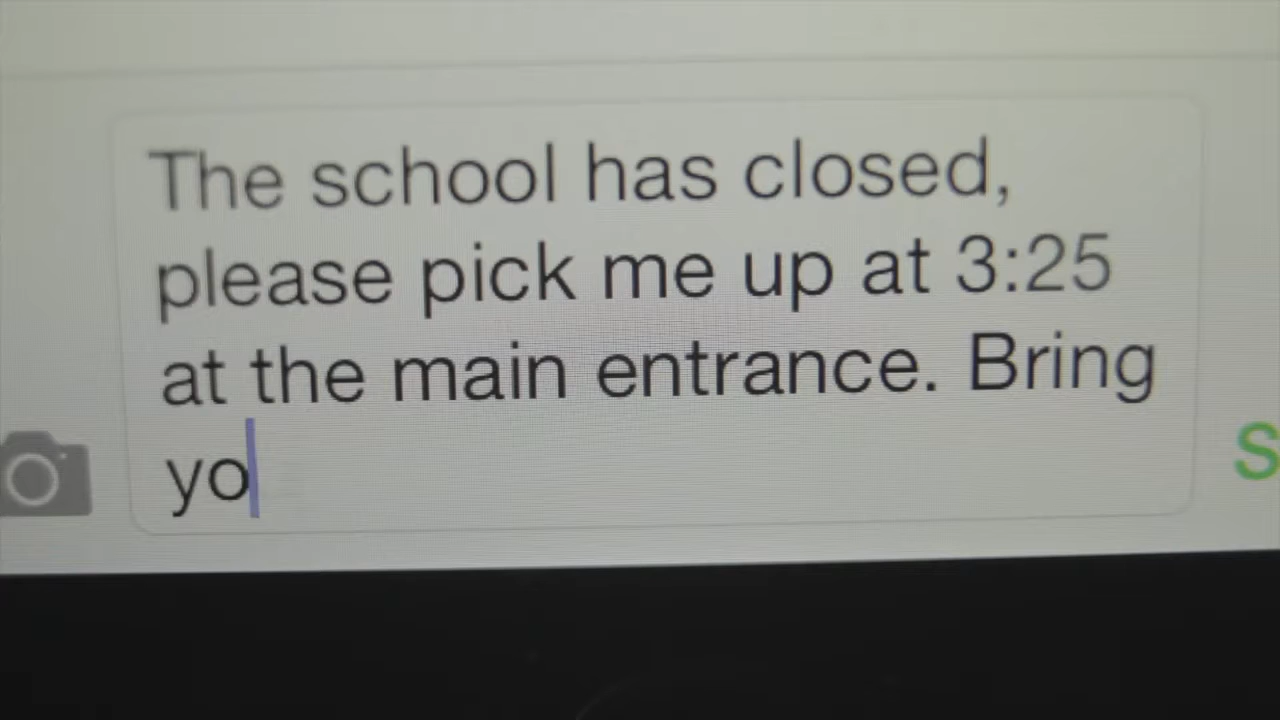 The school has closed,
please pick me up at 3:25
at the main entrance. Bring
yo
S